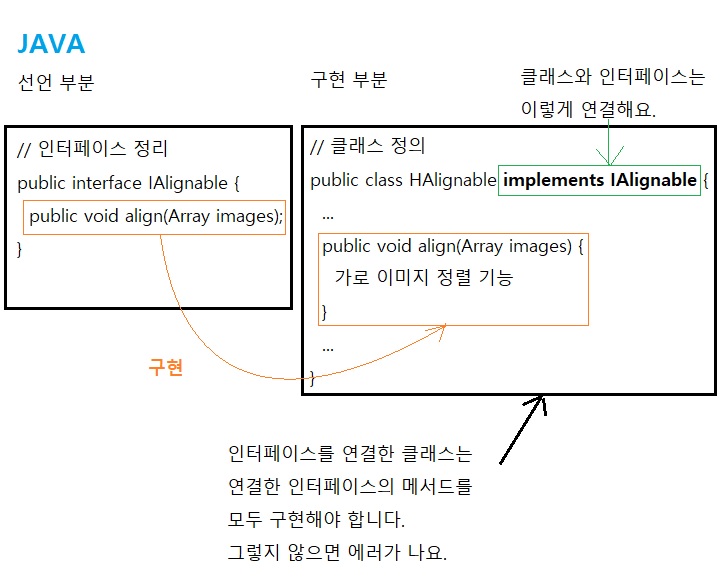 JAVA
선언 부분
구현 부분
클래스와 인터페이스는
이렇게 연결해요.
// 인터페이스 정리
public interface IAlignable {
public void align(Array images);
}
// 클래스 정의
public class HAlignable implements IAlignable {
...
public void align(Array images) {
가로 이미지 정렬 기능
}
...
}
구현
인터페이스를 연결한 클래스는
연결한 인터페이스의 메서드를
모두 구현해야 합니다.
그렇지 않으면 에러가 나요.